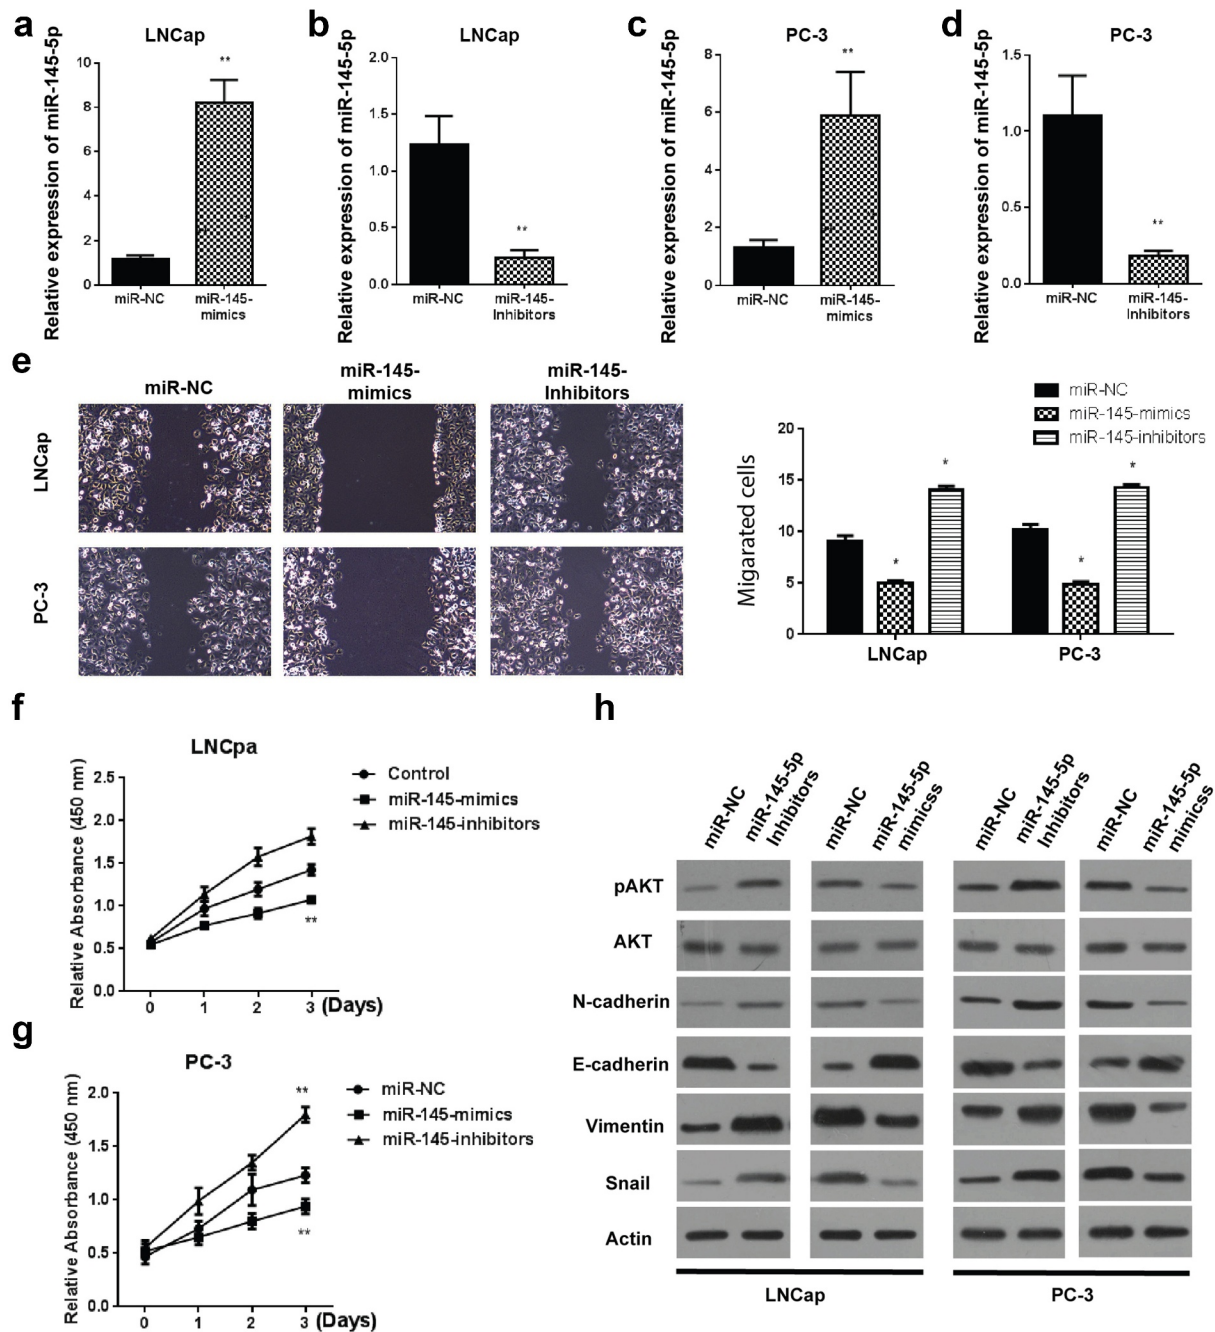 a
LNCap
Relative expression of miR-145-5p
10
8
6
4
2
0
**
miR-NC
miR-145-
mimics
b
LNCap
Relative expression of miR-145-5p
2.0
1.5
1.0
0.5
0.0
**
miR-NC
miR-145-
Inhibitors
c
PC-3
Relative expression of miR-145-5p
8
6
4
2
0
**
miR-NC
miR-145-
mimics
d
PC-3
Relative expression of miR-145-5p
1.5
1.0
0.5
0.0
**
miR-NC
miR-145-
Inhibitors
e
miR-NC
miR-145-
mimics
miR-145-
Inhibitors
LNCap
PC-3
miR-NC
miR-145-mimics
miR-145-inhibitors
Migarated cells
20
15
10
5
0
*
*
*
*
LNCap
PC-3
f
LNCpa
Relative Absorbance (450 nm)
2.5
2.0
1.5
1.0
0.5
0.0
Control
miR-145-mimics
miR-145-inhibitors
**
0 1 2 3 (Days)
g
PC-3
Relative Absorbance (450 nm)
2.0
1.5
1.0
0.5
0.0
miR-NC
miR-145-mimics
miR-145-inhibitors
**
**
0 1 2 3 (Days)
h
miR-NC
miR-145-5p
Inhibitors
miR-NC
miR-145-5p
mimicss
miR-NC
miR-145-5p
Inhibitors
miR-NC
miR-145-5p
mimicss
pAKT
AKT
N-cadherin
E-cadherin
Vimentin
Snail
Actin
LNCap
PC-3